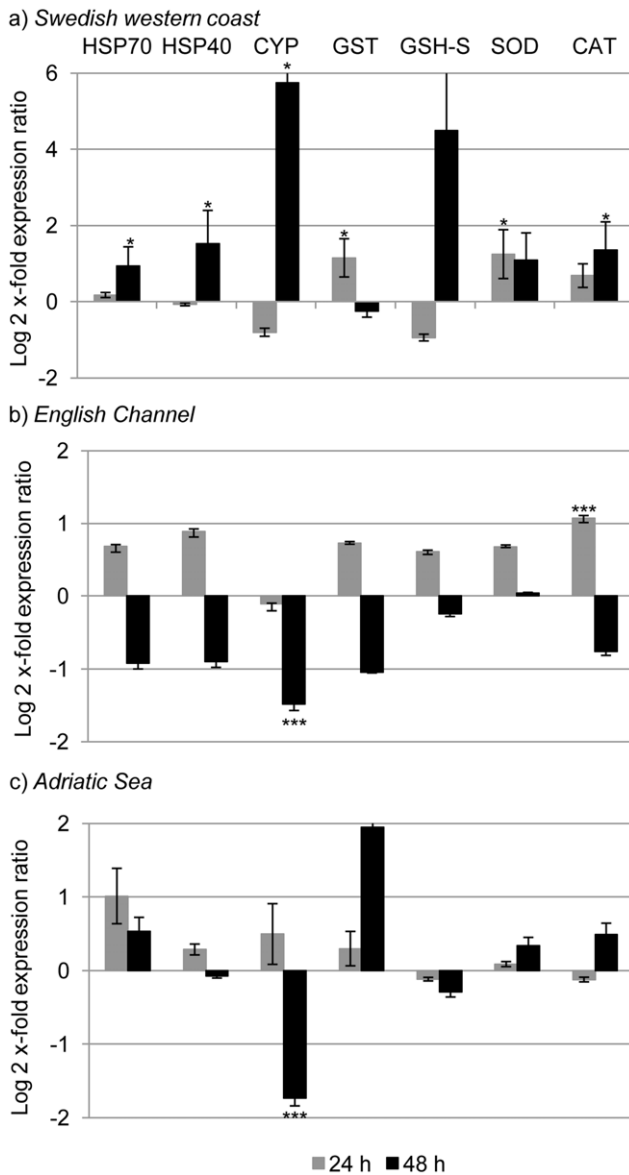 a) Swedish western coast
HSP70 HSP40 CYP GST GSH-S SOD CAT
Log 2 x-fold expression ratio
6
4
2
0
-2
* * * * * *
b) English Channel
Log 2 x-fold expression ratio
2
1
0
-1
-2
***
***
c) Adriatic Sea
Log 2 x-fold expression ratio
2
1
0
-1
-2
***
24 h 48 h